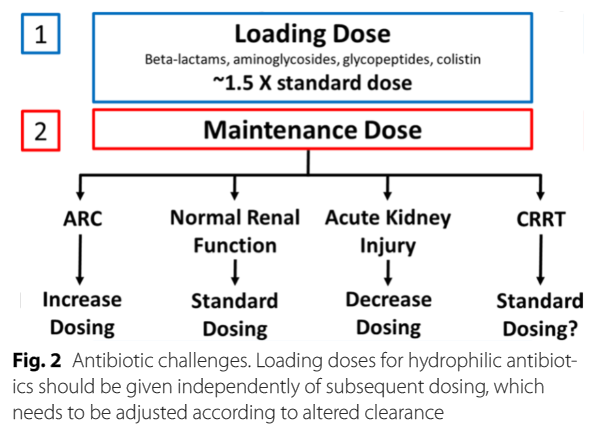 1
Loading Dose
Beta-lactams, aminoglycosides, glycopeptides, colistin
~1.5 X standard dose
2
Maintenance Dose
ARC
Normal Renal
Function
Acute Kidney
Injury
CRRT
Increase
Dosing
Standard
Dosing
Decrease
Dosing
Standard
Dosing?
Fig. 2 Antibiotic challenges. Loading doses for hydrophilic antibiot-
ics should be given independently of subsequent dosing, which
needs to be adjusted according to altered clearance